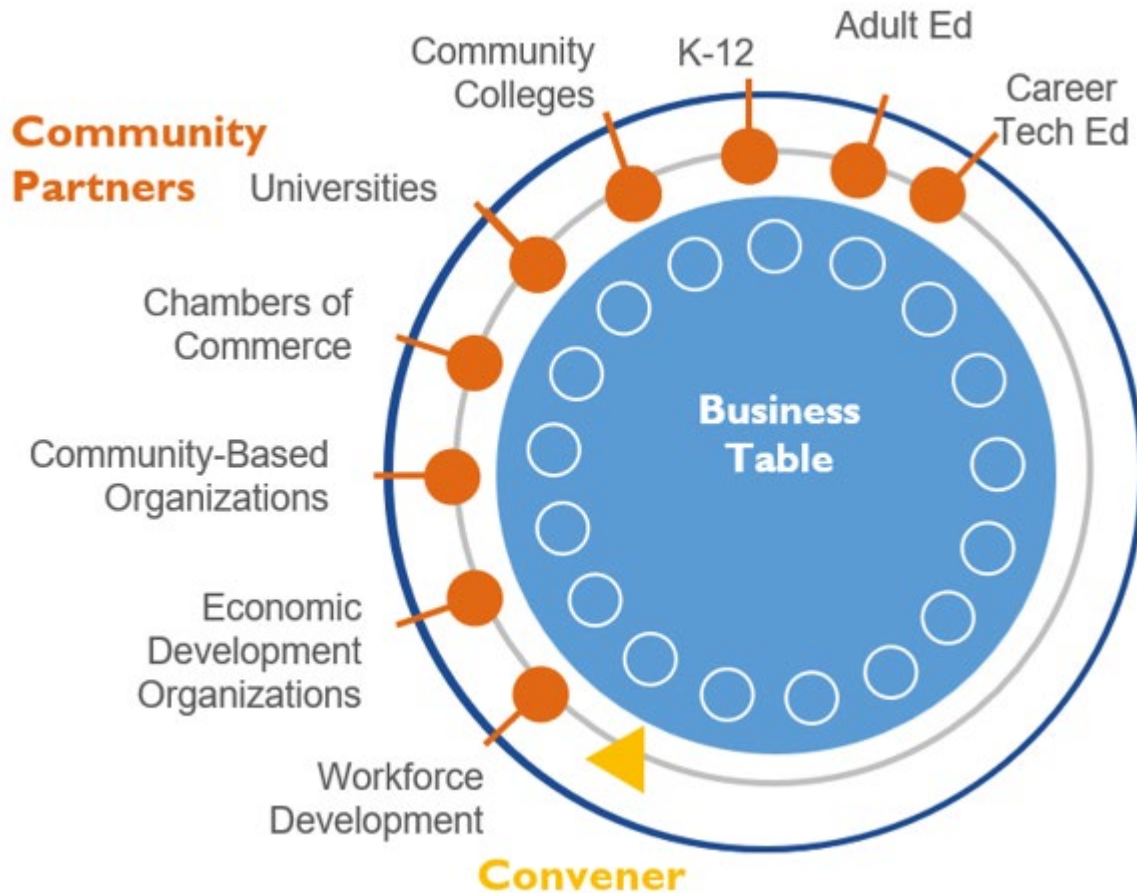 Adult Ed
K-12
Community
Colleges
Career
Tech Ed
Community
Partners
Universities
Chambers of
Commerce
Business
Table
Community-Based
Organizations
Economic
Development
Organizations
Workforce
Development
Convener